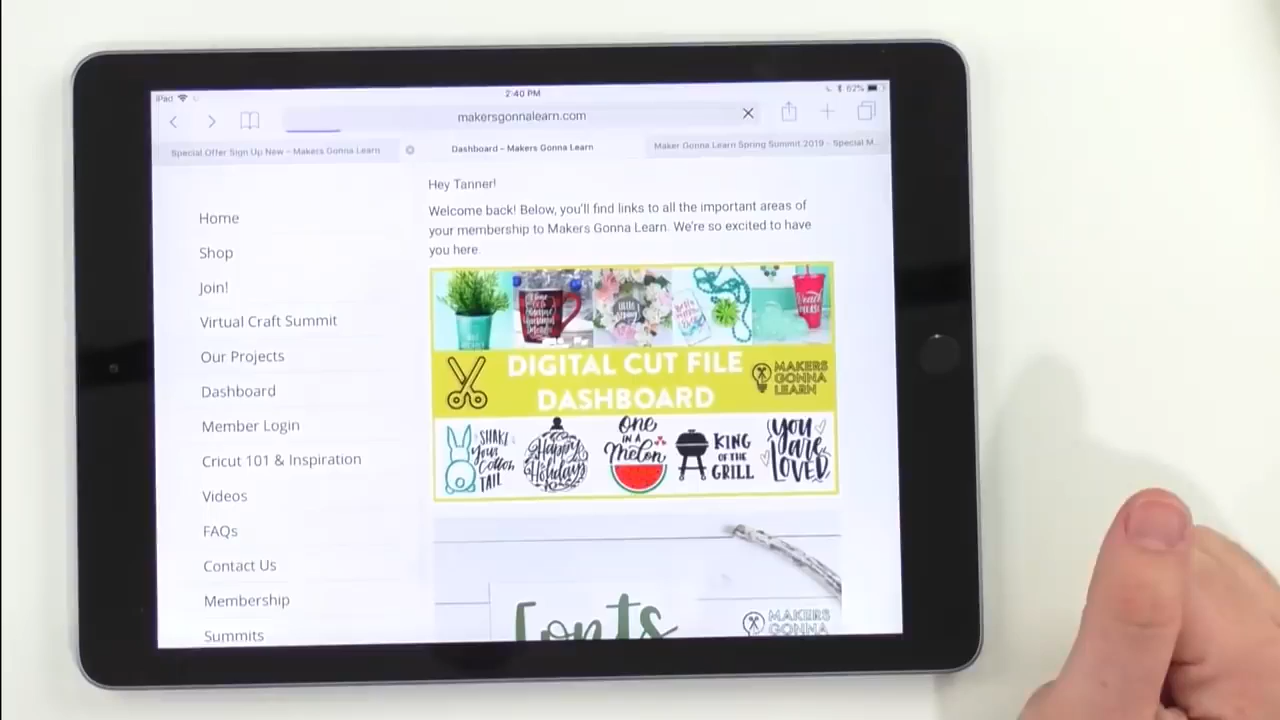 iPad
2:40 PM
62%
makersgonnalearn.com
Special Offer Sign Up New – Makers Gonna Learn
Dashboard – Makers Gonna Learn
Maker Gonna Learn Spring Summit 2019 - Special M...
Home
Shop
Join!
Virtual Craft Summit
Our Projects
Dashboard
Member Login
Cricut 101 & Inspiration
Videos
FAQs
Contact Us
Membership
Summits
Hey Tanner!
Welcome back! Below, you'll find links to all the important areas of
your membership to Makers Gonna Learn. We're so excited to have
you here.
DIGITAL CUT FILE
DASHBOARD
MAKERS
GONNA
LEARN
SHAKE
Your
Cotton
TAIL
Happy
Holidays
one
IN A
Melon
KING
OF THE
GRILL
you
are
LOVED
fonts
MAKERS
GONNA